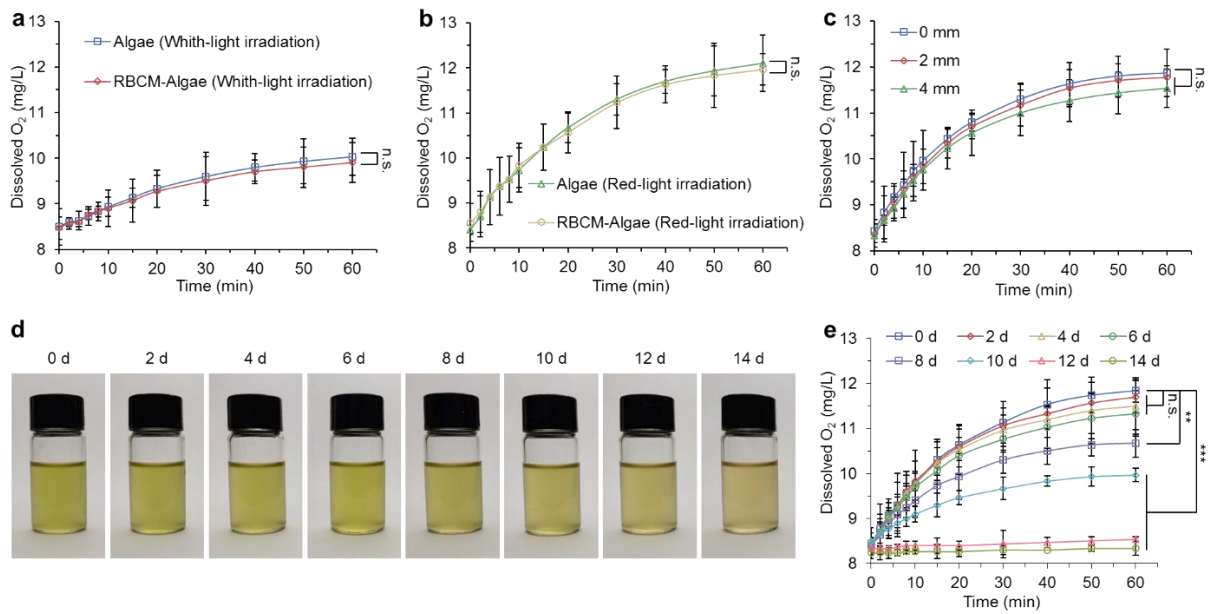 a
13
12
11
10
9
8
Dissolved O₂ (mg/L)
Algae (Whith-light irradiation)
RBCM-Algae (Whith-light irradiation)
n.s.
0 10 20 30 40 50 60
Time (min)
b
13
12
11
10
9
8
Dissolved O₂ (mg/L)
n.s.
Algae (Red-light irradiation)
RBCM-Algae (Red-light irradiation)
0 10 20 30 40 50 60
Time (min)
c
13
12
11
10
9
8
Dissolved O₂ (mg/L)
0 mm
2 mm
4 mm
n.s.
0 10 20 30 40 50 60
Time (min)
d
0 d 2 d 4 d 6 d 8 d 10 d 12 d 14 d
e
0 d 2 d 4 d 6 d
8 d 10 d 12 d 14 d
13
12
11
10
9
8
Dissolved O₂ (mg/L)
n.s.
**
***
0 10 20 30 40 50 60
Time (min)